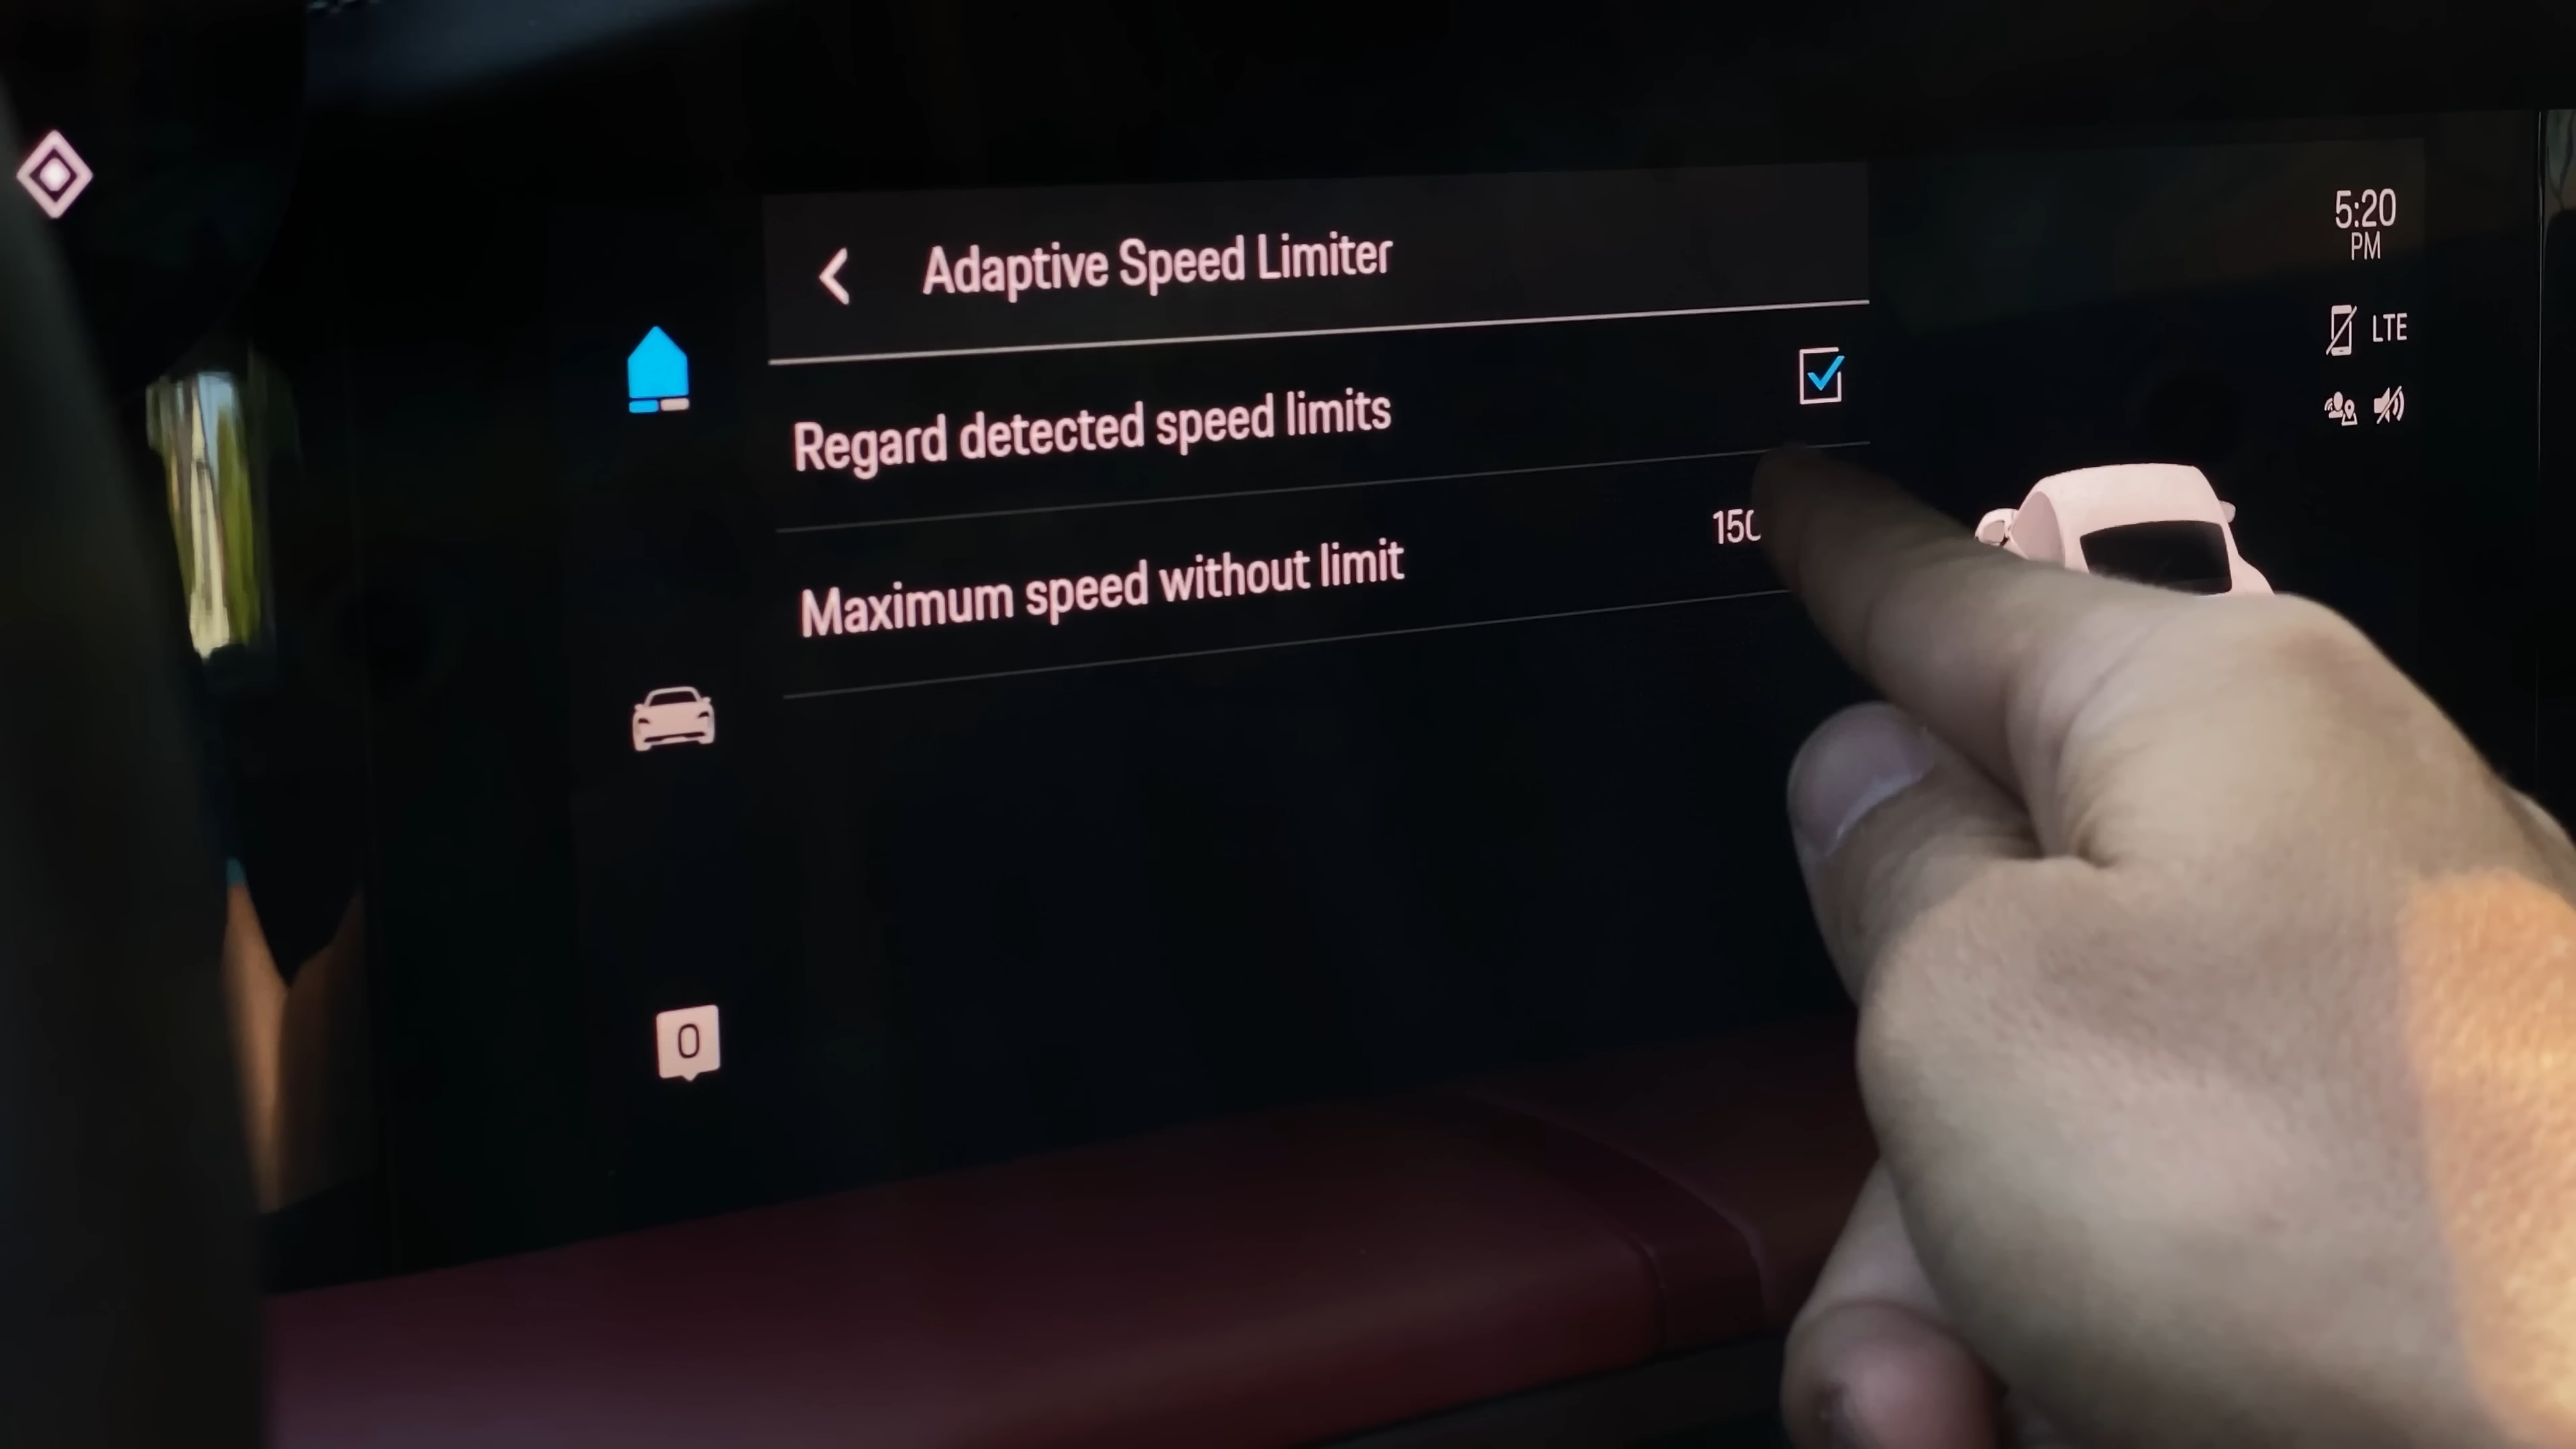 Adaptive Speed Limiter
Regard detected speed limits
Maximum speed without limit
5:20
PM
LTE
0